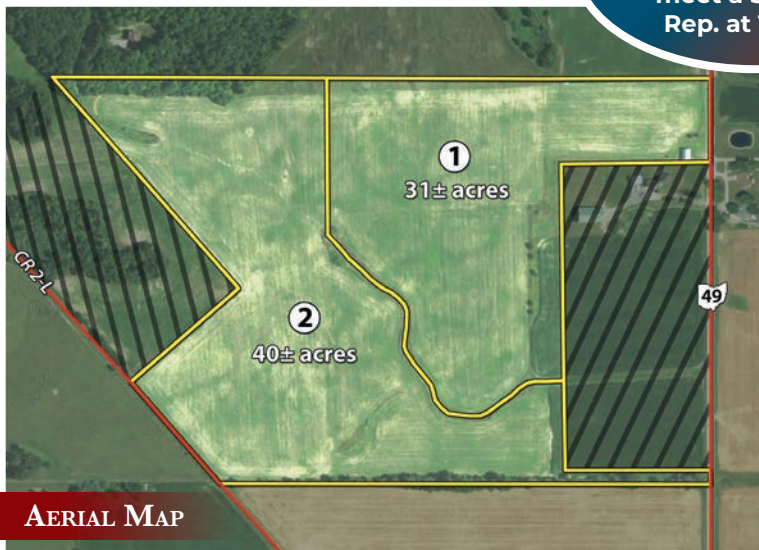 Rep. at
1
31± acres
CR 2-L
49
2
40± acres
AERIAL MAP